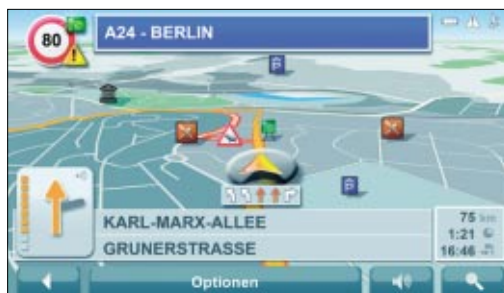 80
A24 - BERLIN
P
P
KARL-MARX-ALLEE
GRUNERSTRASSE
75 km
1:21
16:46
Optionen